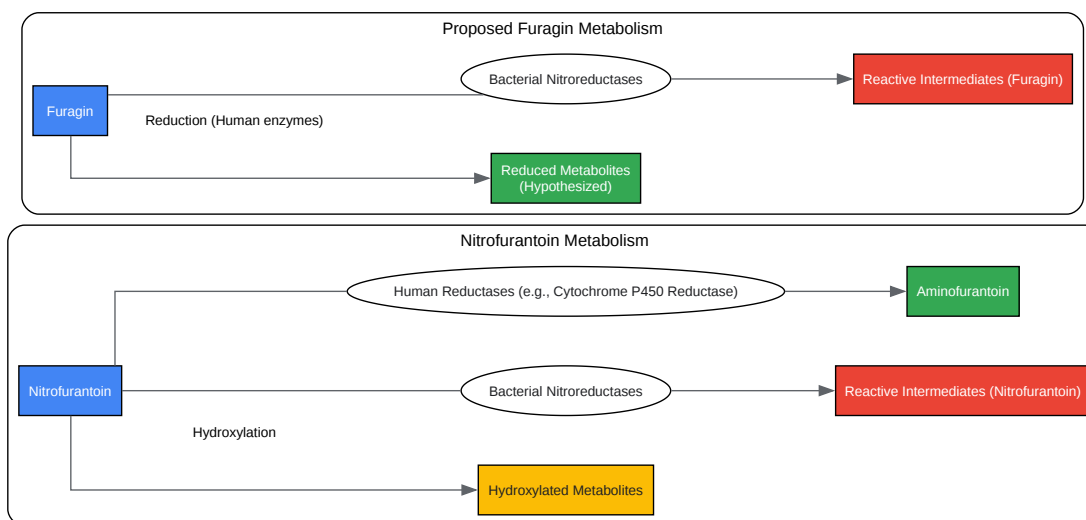 Proposed Furagin Metabolism
Bacterial Nitroreductases
Reactive Intermediates (Furagin)
Furagin
Reduction (Human enzymes)
Reduced Metabolites
(Hypothesized)
Nitrofurantoin Metabolism
Human Reductases (e.g., Cytochrome P450 Reductase)
Aminofurantoin
Nitrofurantoin
Bacterial Nitroreductases
Reactive Intermediates (Nitrofurantoin)
Hydroxylation
Hydroxylated Metabolites